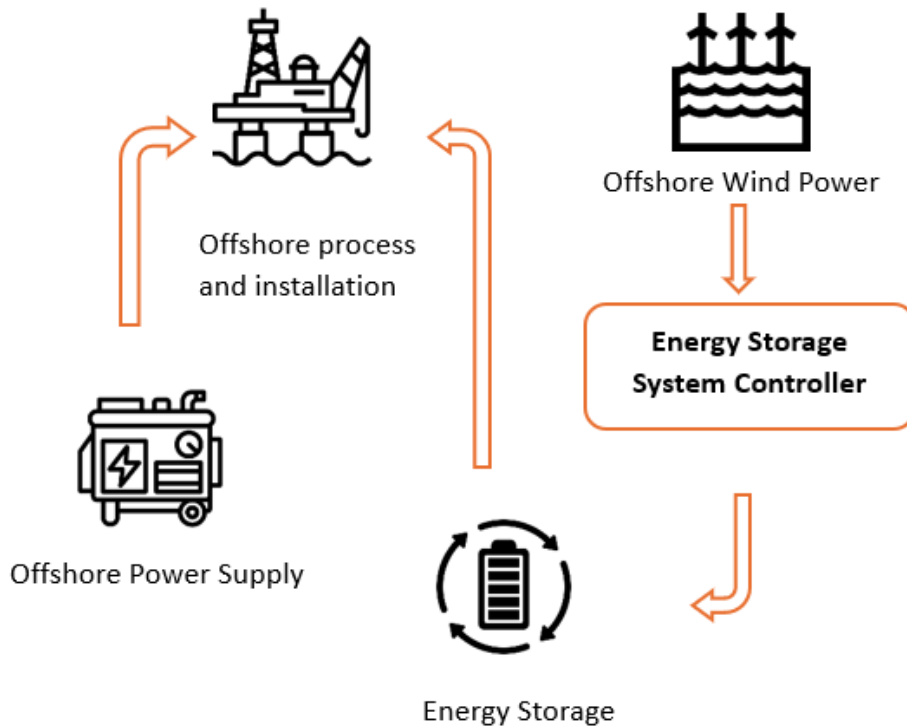 Offshore Wind Power
Offshore process
and installation
Energy Storage
System Controller
Offshore Power Supply
Energy Storage